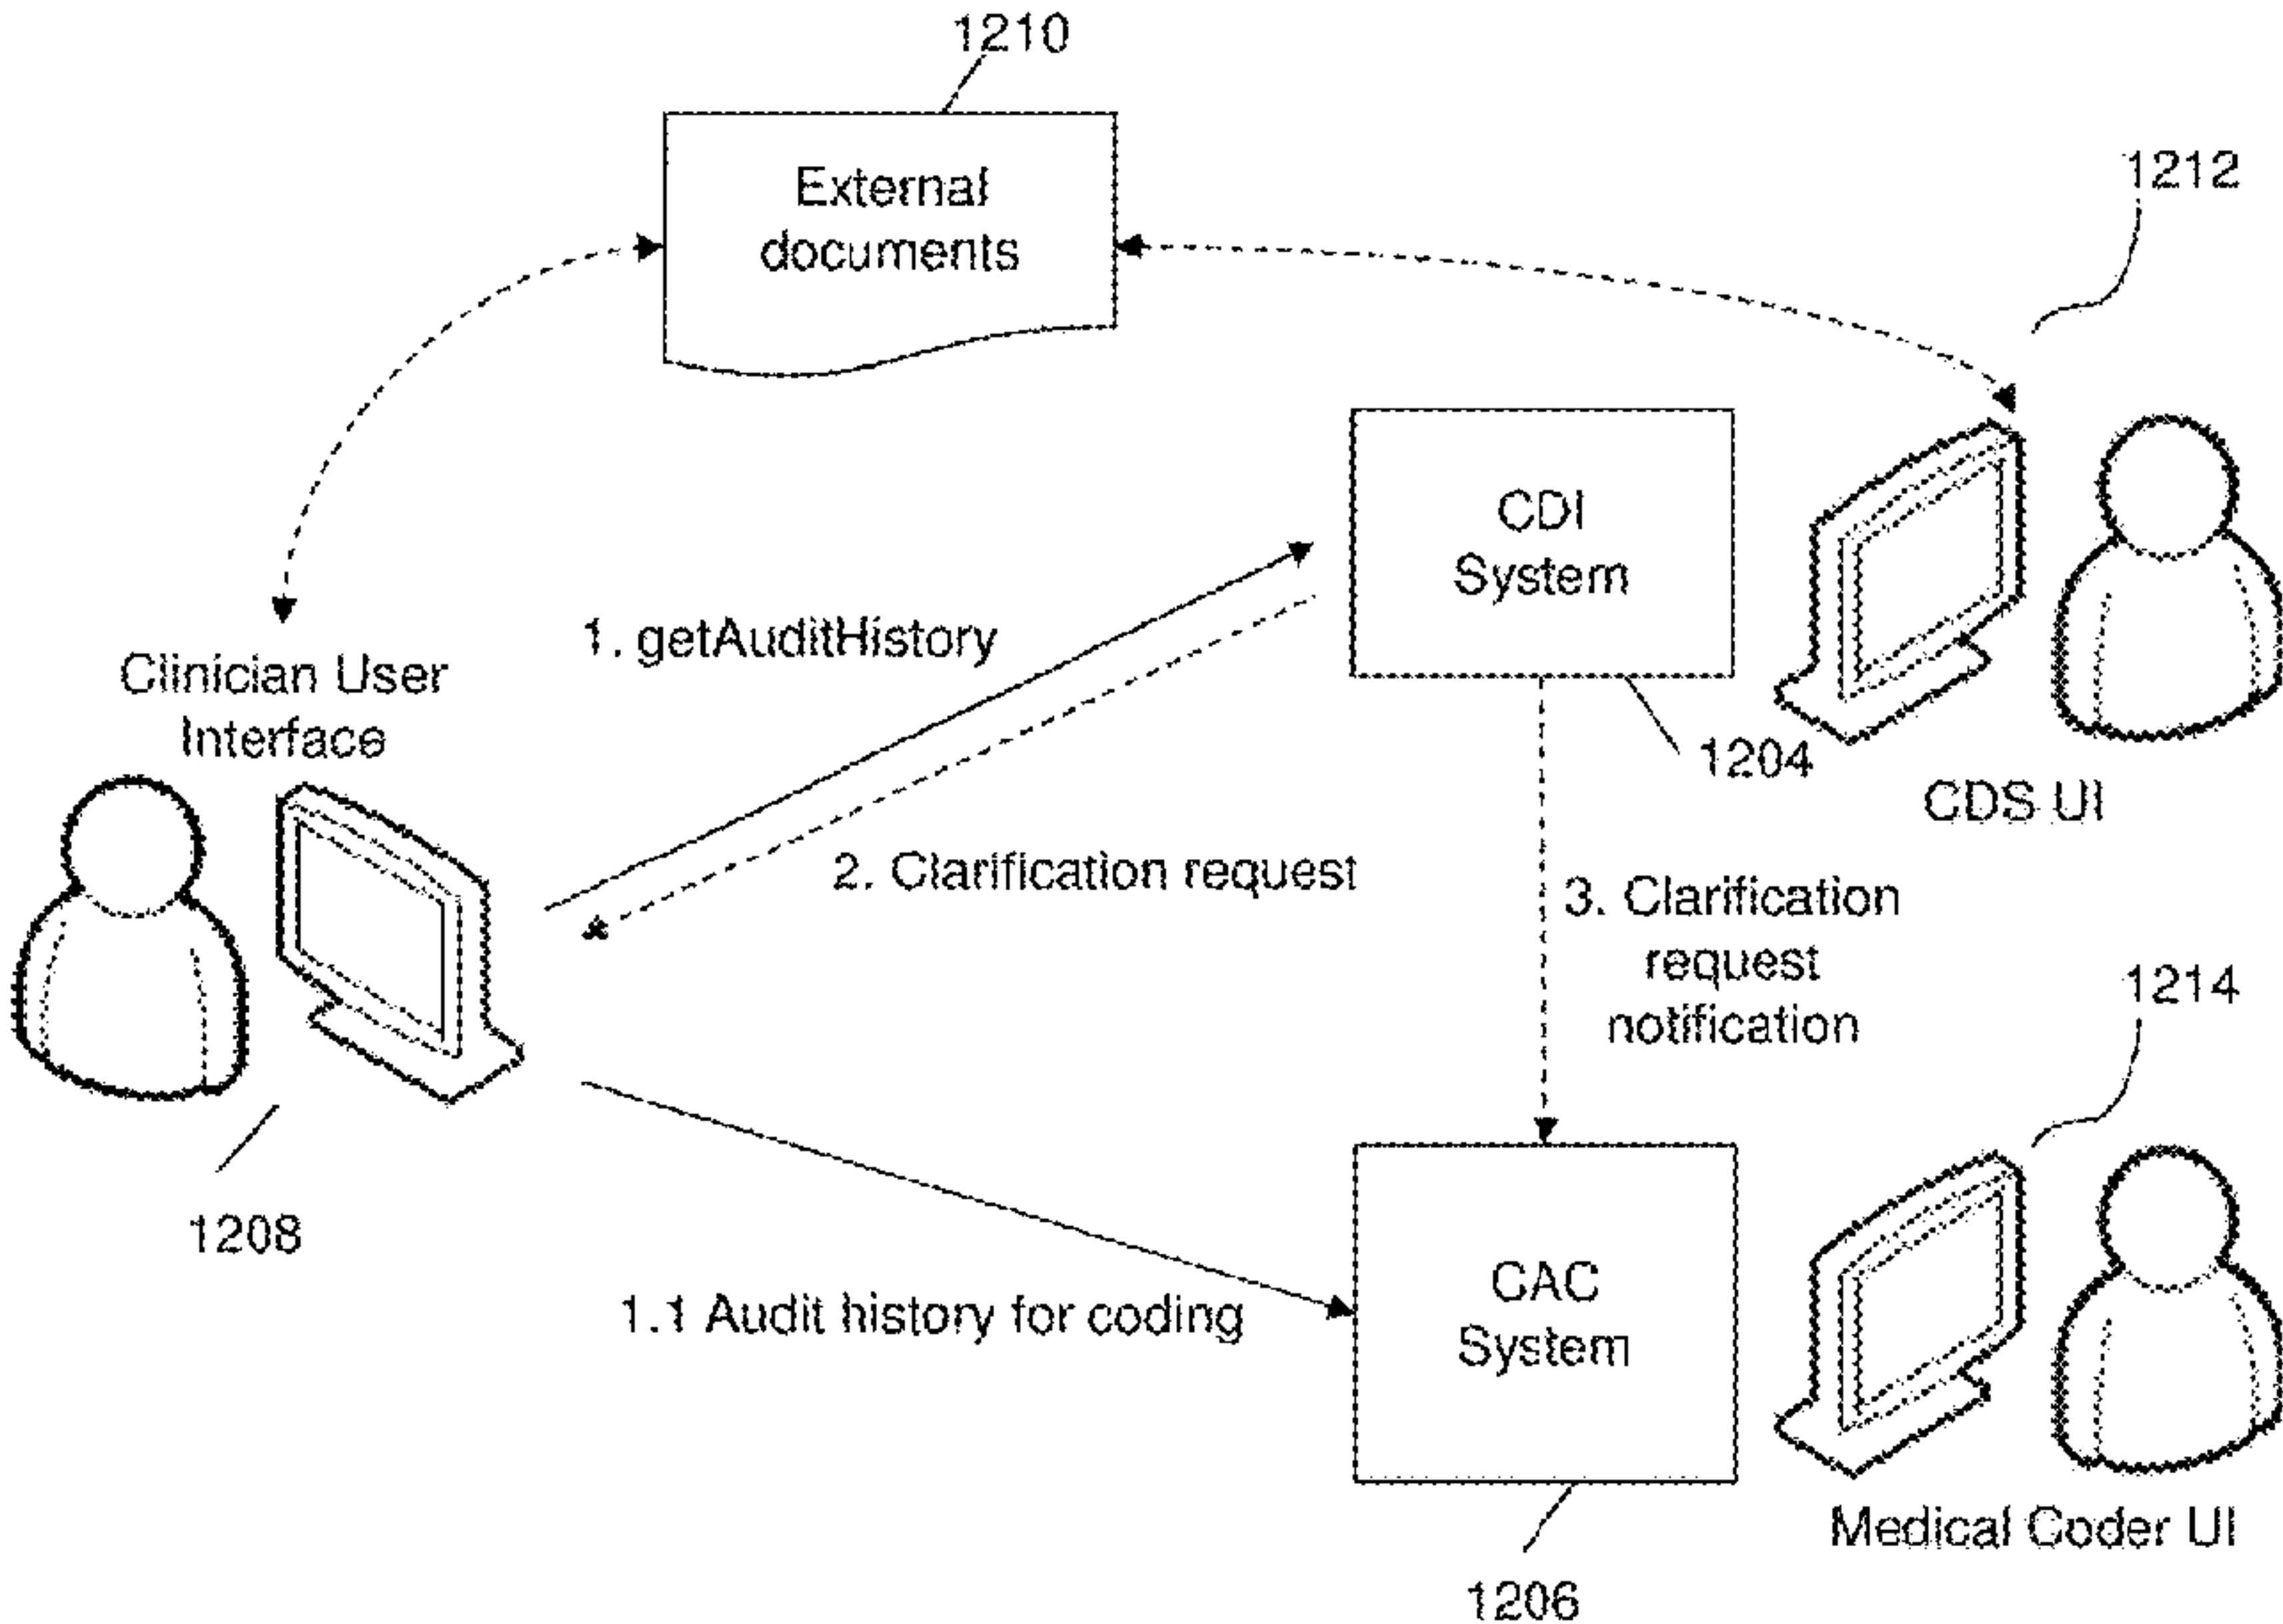 1210
External
documents
1212
CDI
System
1. getAuditHistory
Clinician User
Interface
1204
CDS UI
2. Clarification request
3. Clarification
request
notification
1214
1208
1.1 Audit history for coding
CAC
System
Medical Coder UI
1206